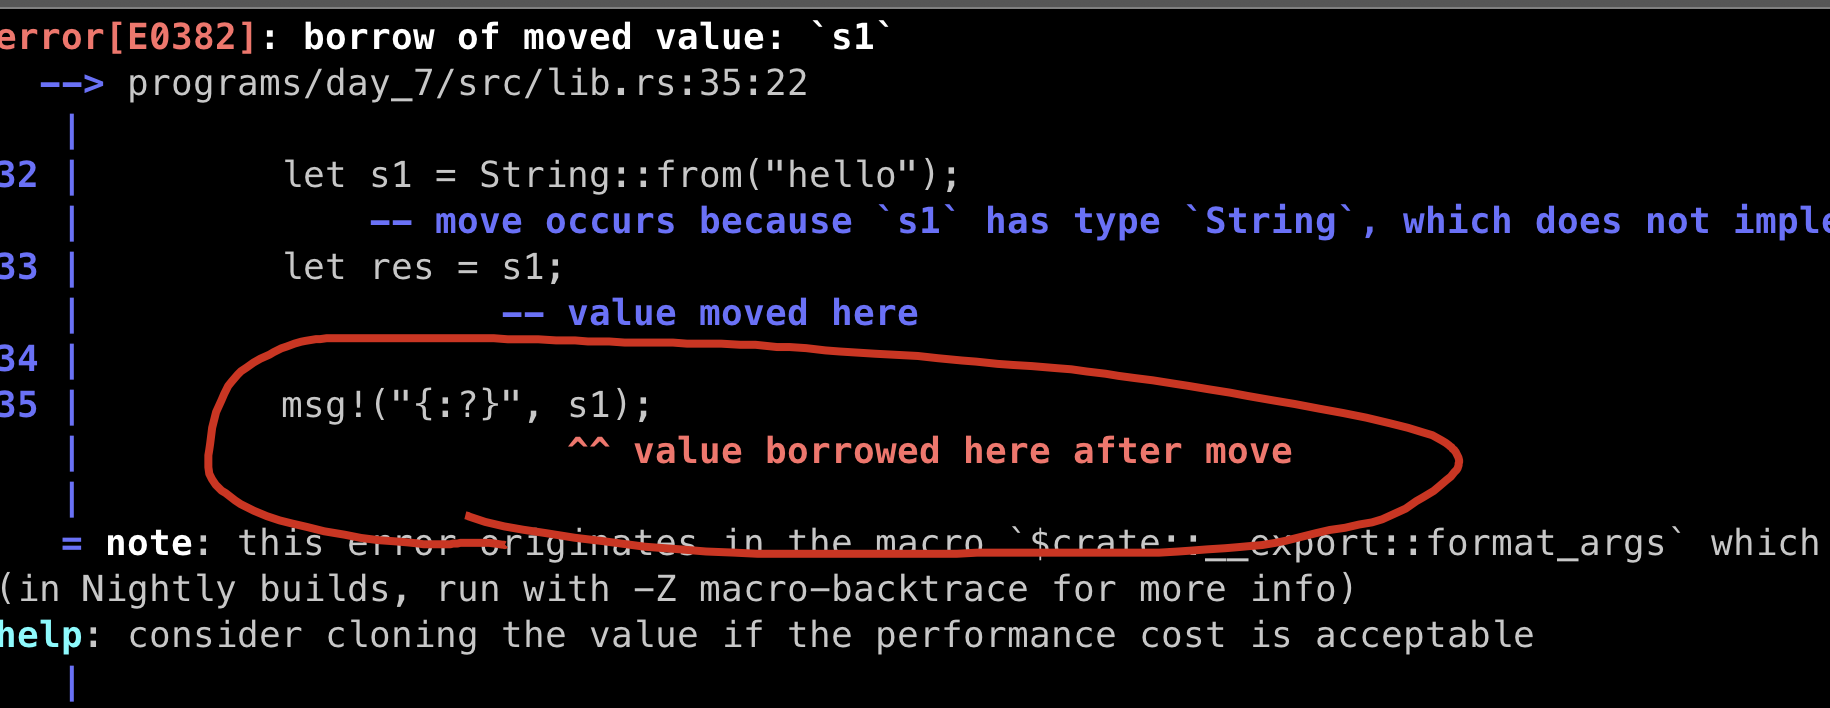 error[E0382]: borrow of moved value: `s1`
--> programs/day_7/src/lib.rs:35:22
|
32 | let s1 = String::from("hello");
| -- move occurs because `s1` has type `String`, which does not imple
33 | let res = s1;
| -- value moved here
34 |
35 | msg!("{:?}", s1);
| ^^ value borrowed here after move
|
= note: this error originates in the macro `$crate::__export::format_args` which
(in Nightly builds, run with -Z macro-backtrace for more info)
help: consider cloning the value if the performance cost is acceptable
|